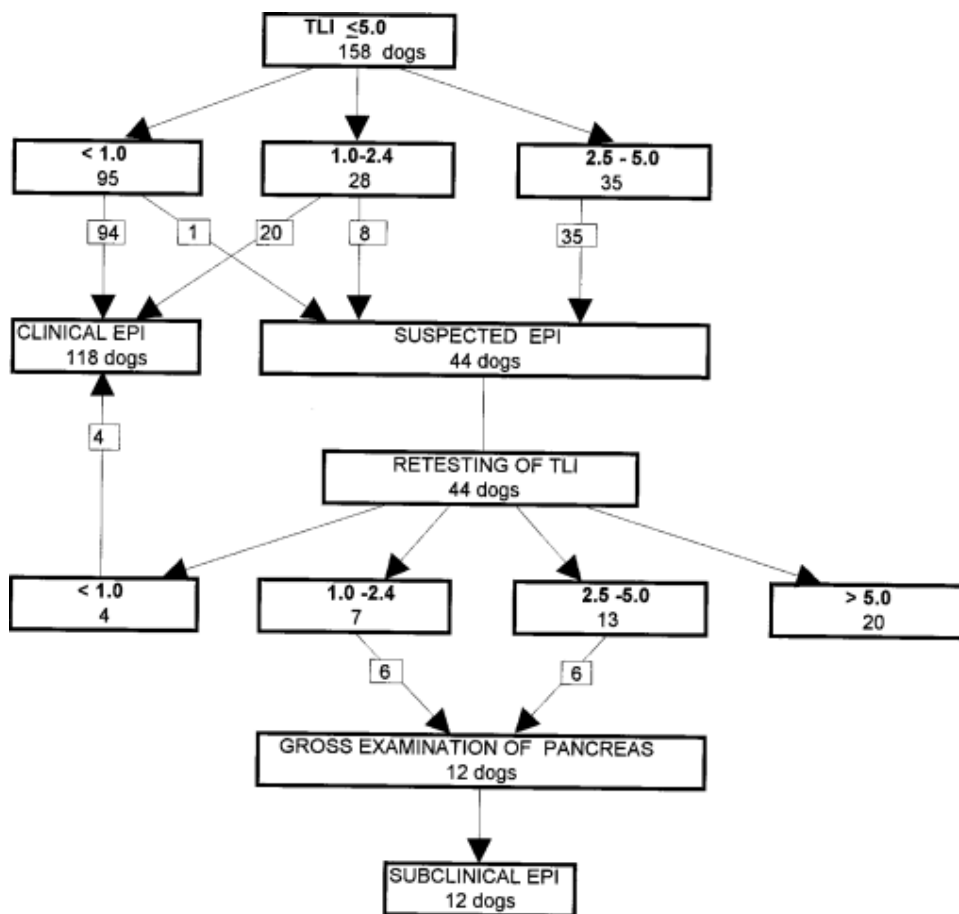 TLI ≤5.0
158 dogs
< 1.0
95
1.0-2.4
28
2.5 - 5.0
35
94
1
20
8
35
CLINICAL EPI
118 dogs
SUSPECTED EPI
44 dogs
4
RETESTING OF TLI
44 dogs
< 1.0
4
1.0 -2.4
7
2.5 -5.0
13
> 5.0
20
6
6
GROSS EXAMINATION OF PANCREAS
12 dogs
SUBCLINICAL EPI
12 dogs